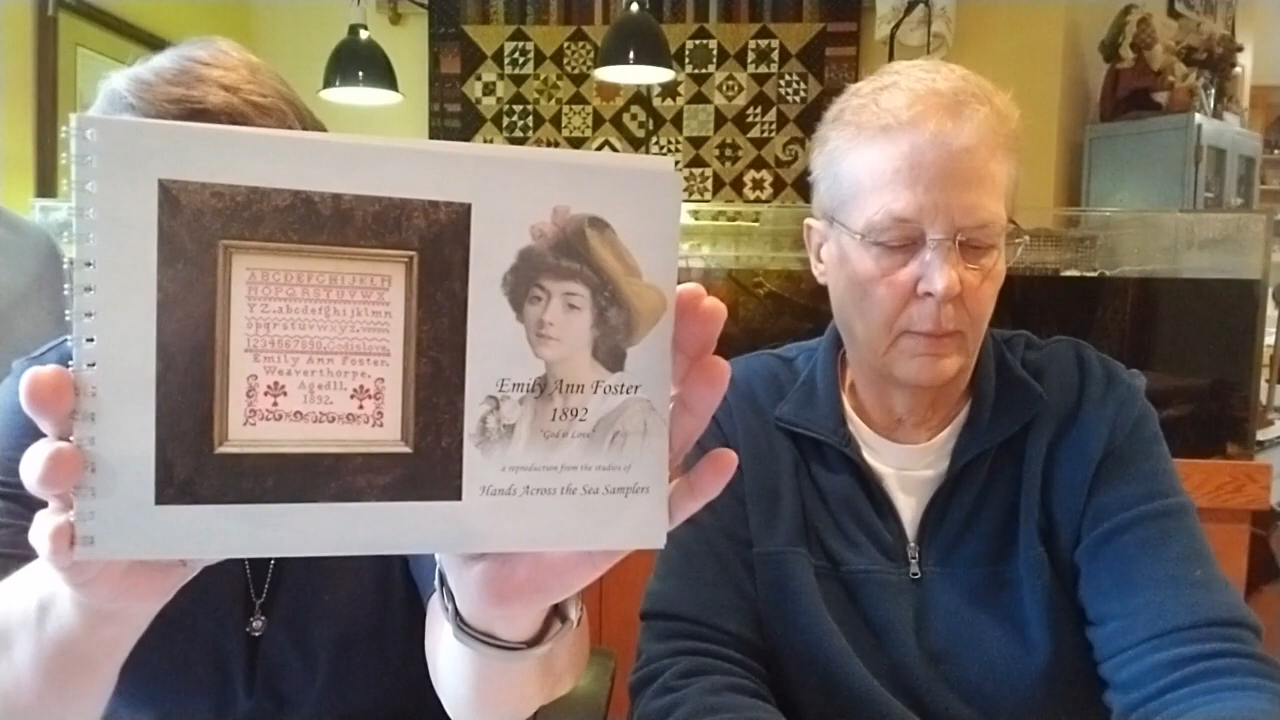 ABCDEFGHIJKLM
NOPQRSTUVWX
YZ.abcdefghijklmn
opqrstuvwxyz.
1234567890.Godislove.
Emily Ann Foster.
Weaverthorpe.
Aged11.
1892.
Emily Ann Foster
1892
"God is Love"
a reproduction from the studios of
Hands Across the Sea Samplers